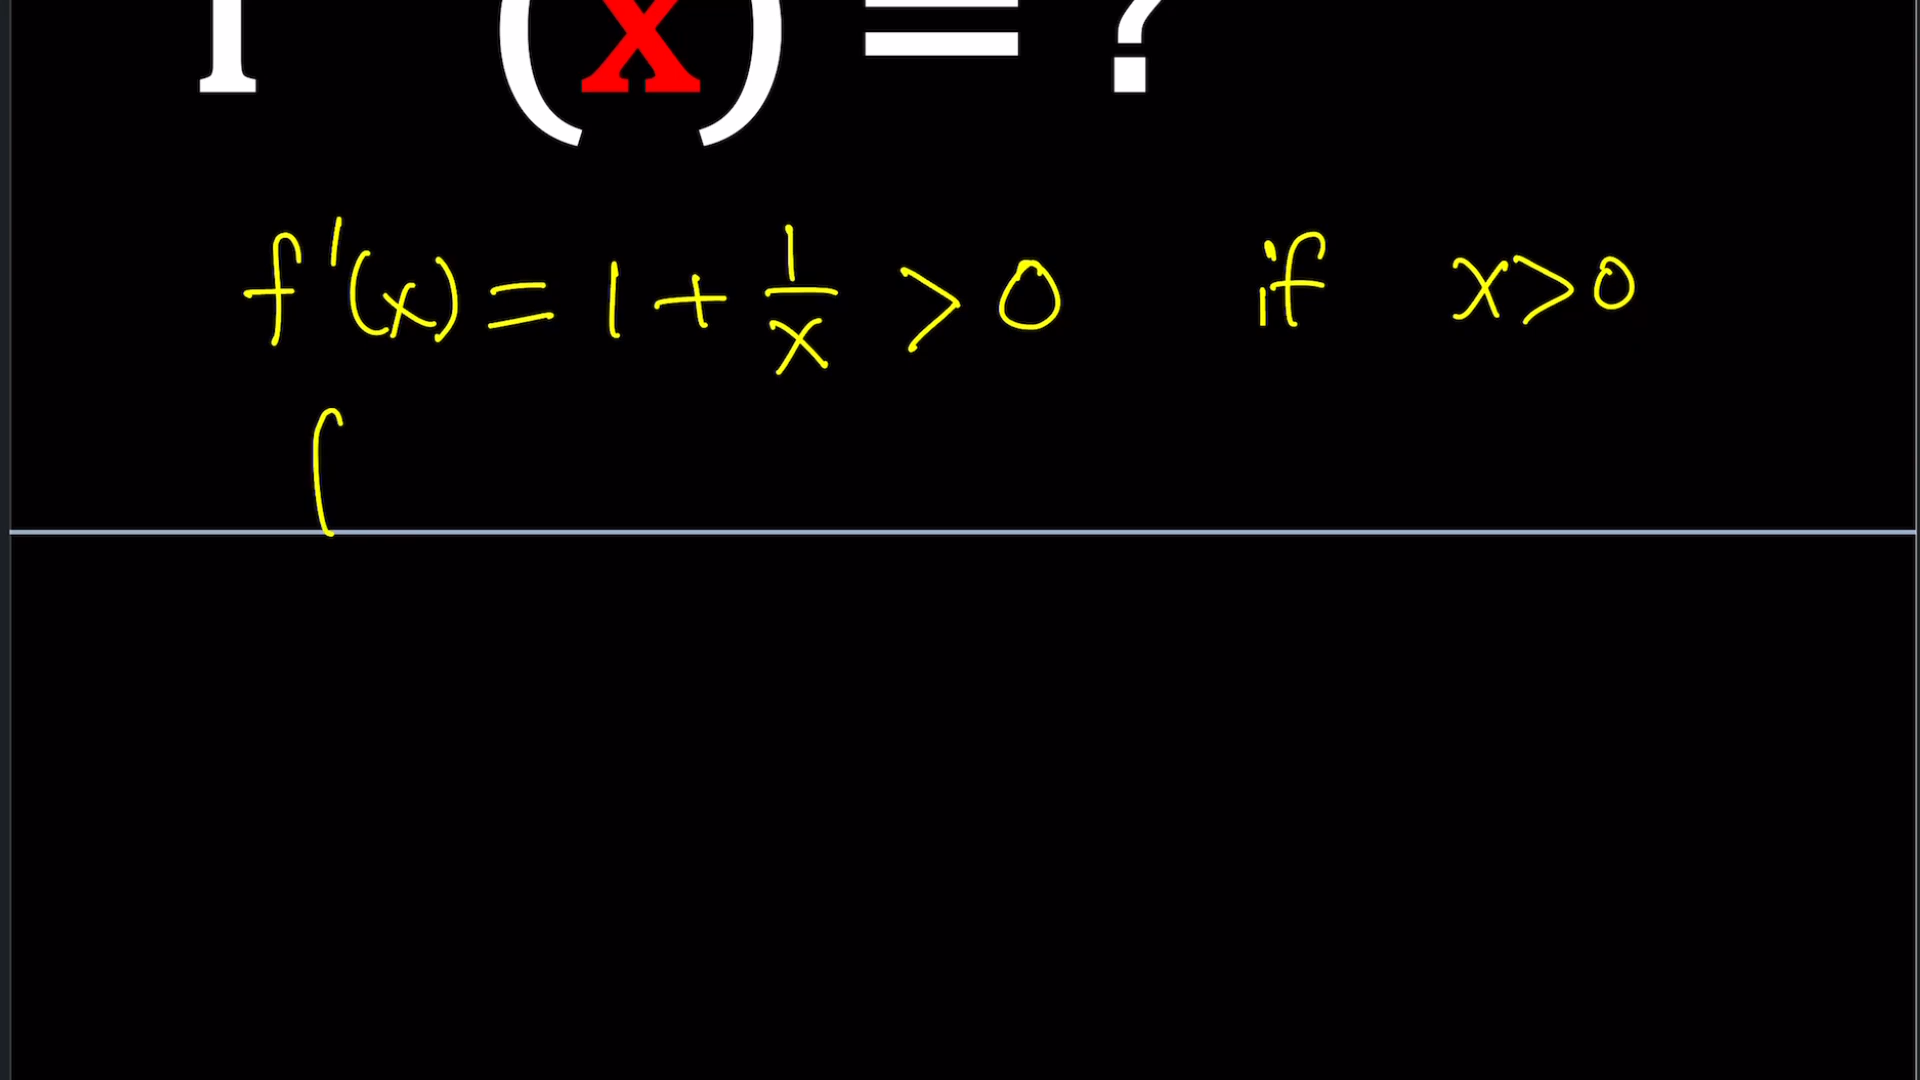 f (x) = ?
f'(x) = 1 + 1/x > 0 if x>0
f